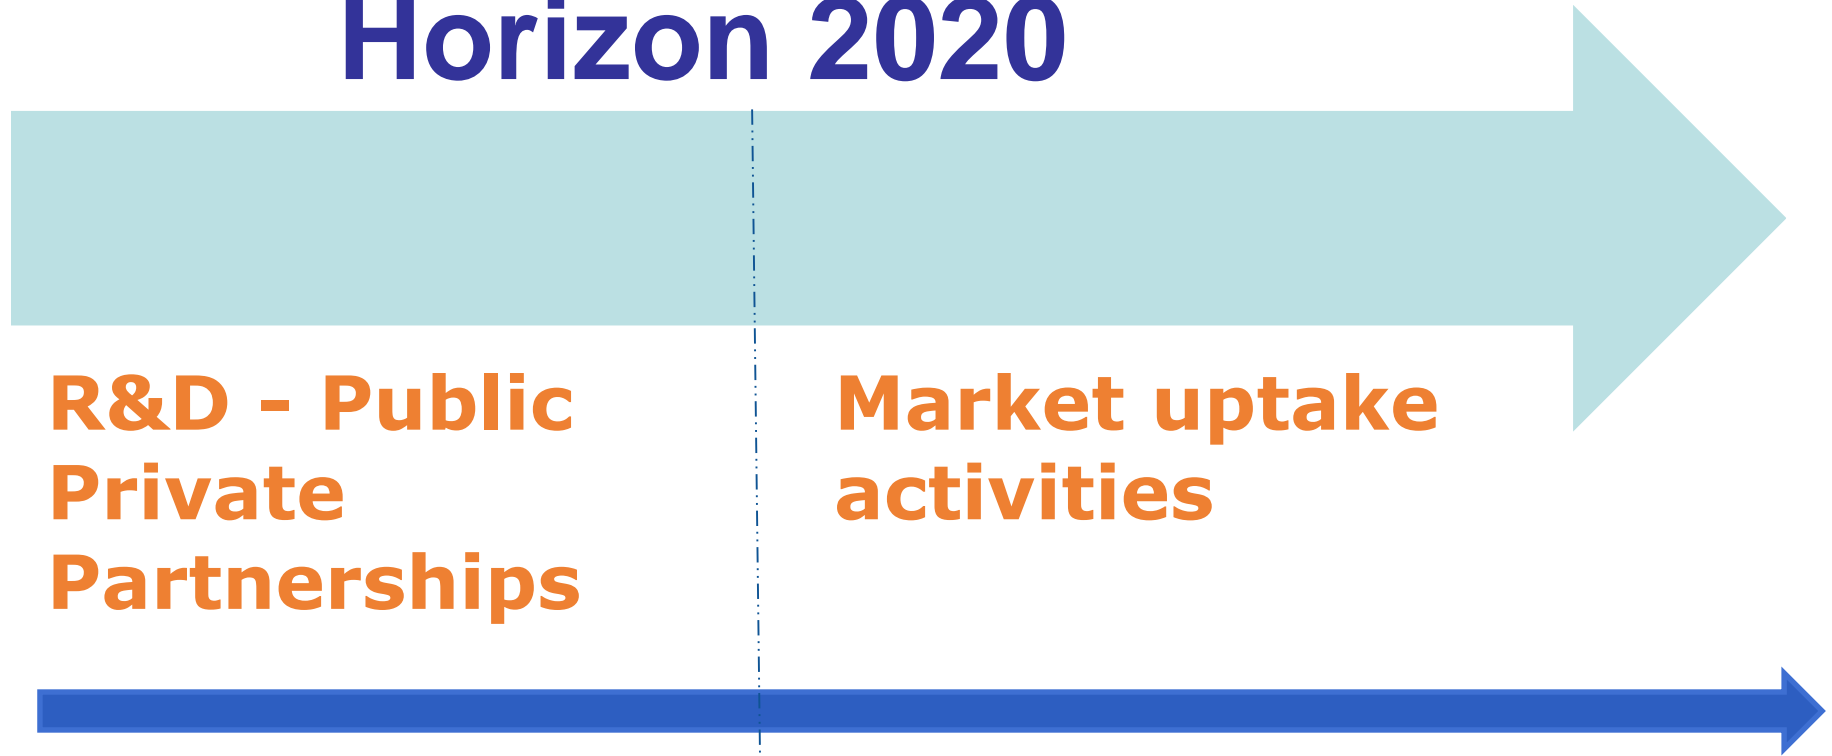 Horizon 2020
R&D - Public
Private
Partnerships
Market uptake
activities